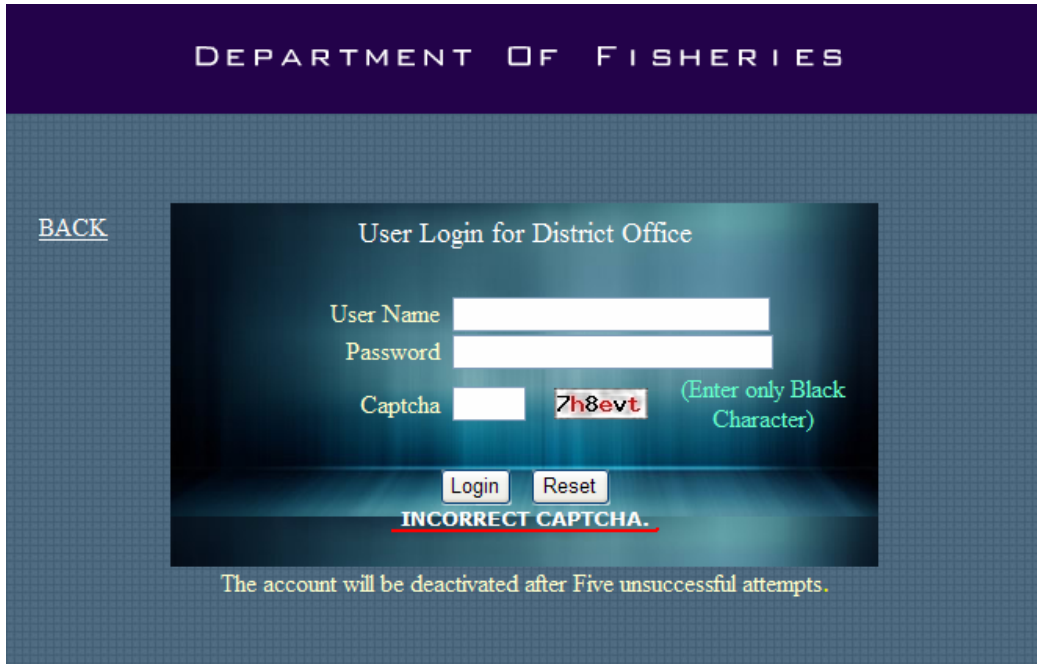 DEPARTMENT OF FISHERIES
BACK
User Login for District Office
User Name
Password
Captcha
7h8evt
(Enter only Black
Character)
Login
Reset
INCORRECT CAPTCHA.
The account will be deactivated after Five unsuccessful attempts.